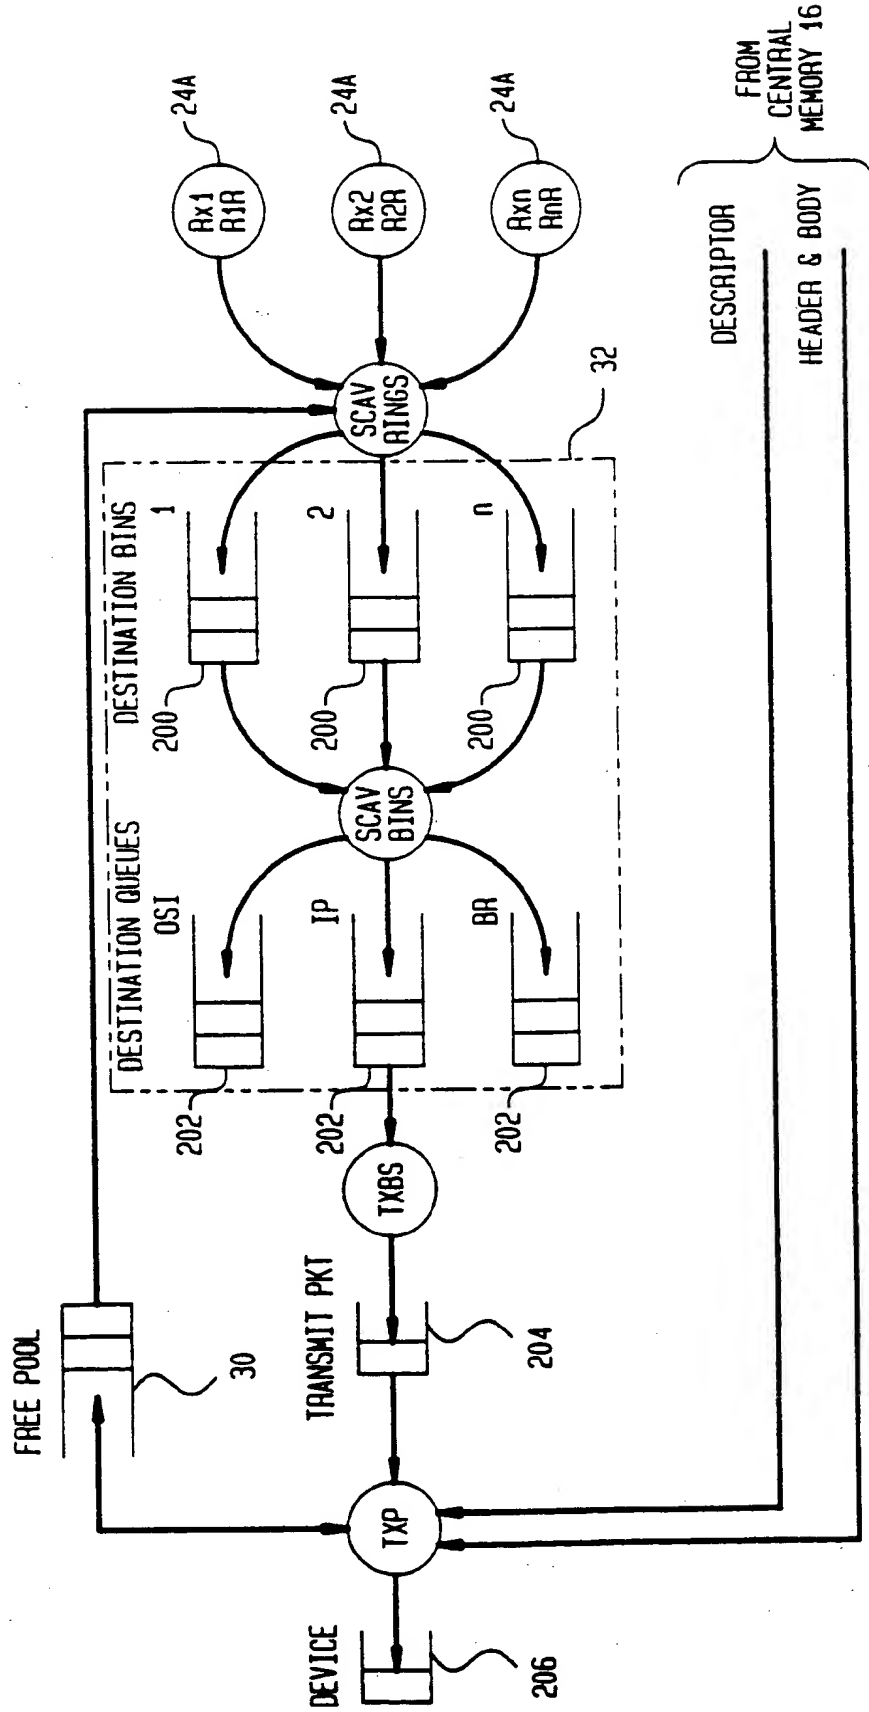 FREE POOL
30
DEVICE
206
TXP
TRANSMIT PKT
204
TXBS
DESTINATION QUEUES
OSI
202
IP
202
BR
202
SCAV
BINS
DESTINATION BINS
1
200
2
200
n
200
32
SCAV
RINGS
Rx1
R1R
24A
Rx2
R2R
24A
Rxn
RnR
24A
DESCRIPTOR
HEADER & BODY
FROM
CENTRAL
MEMORY 16